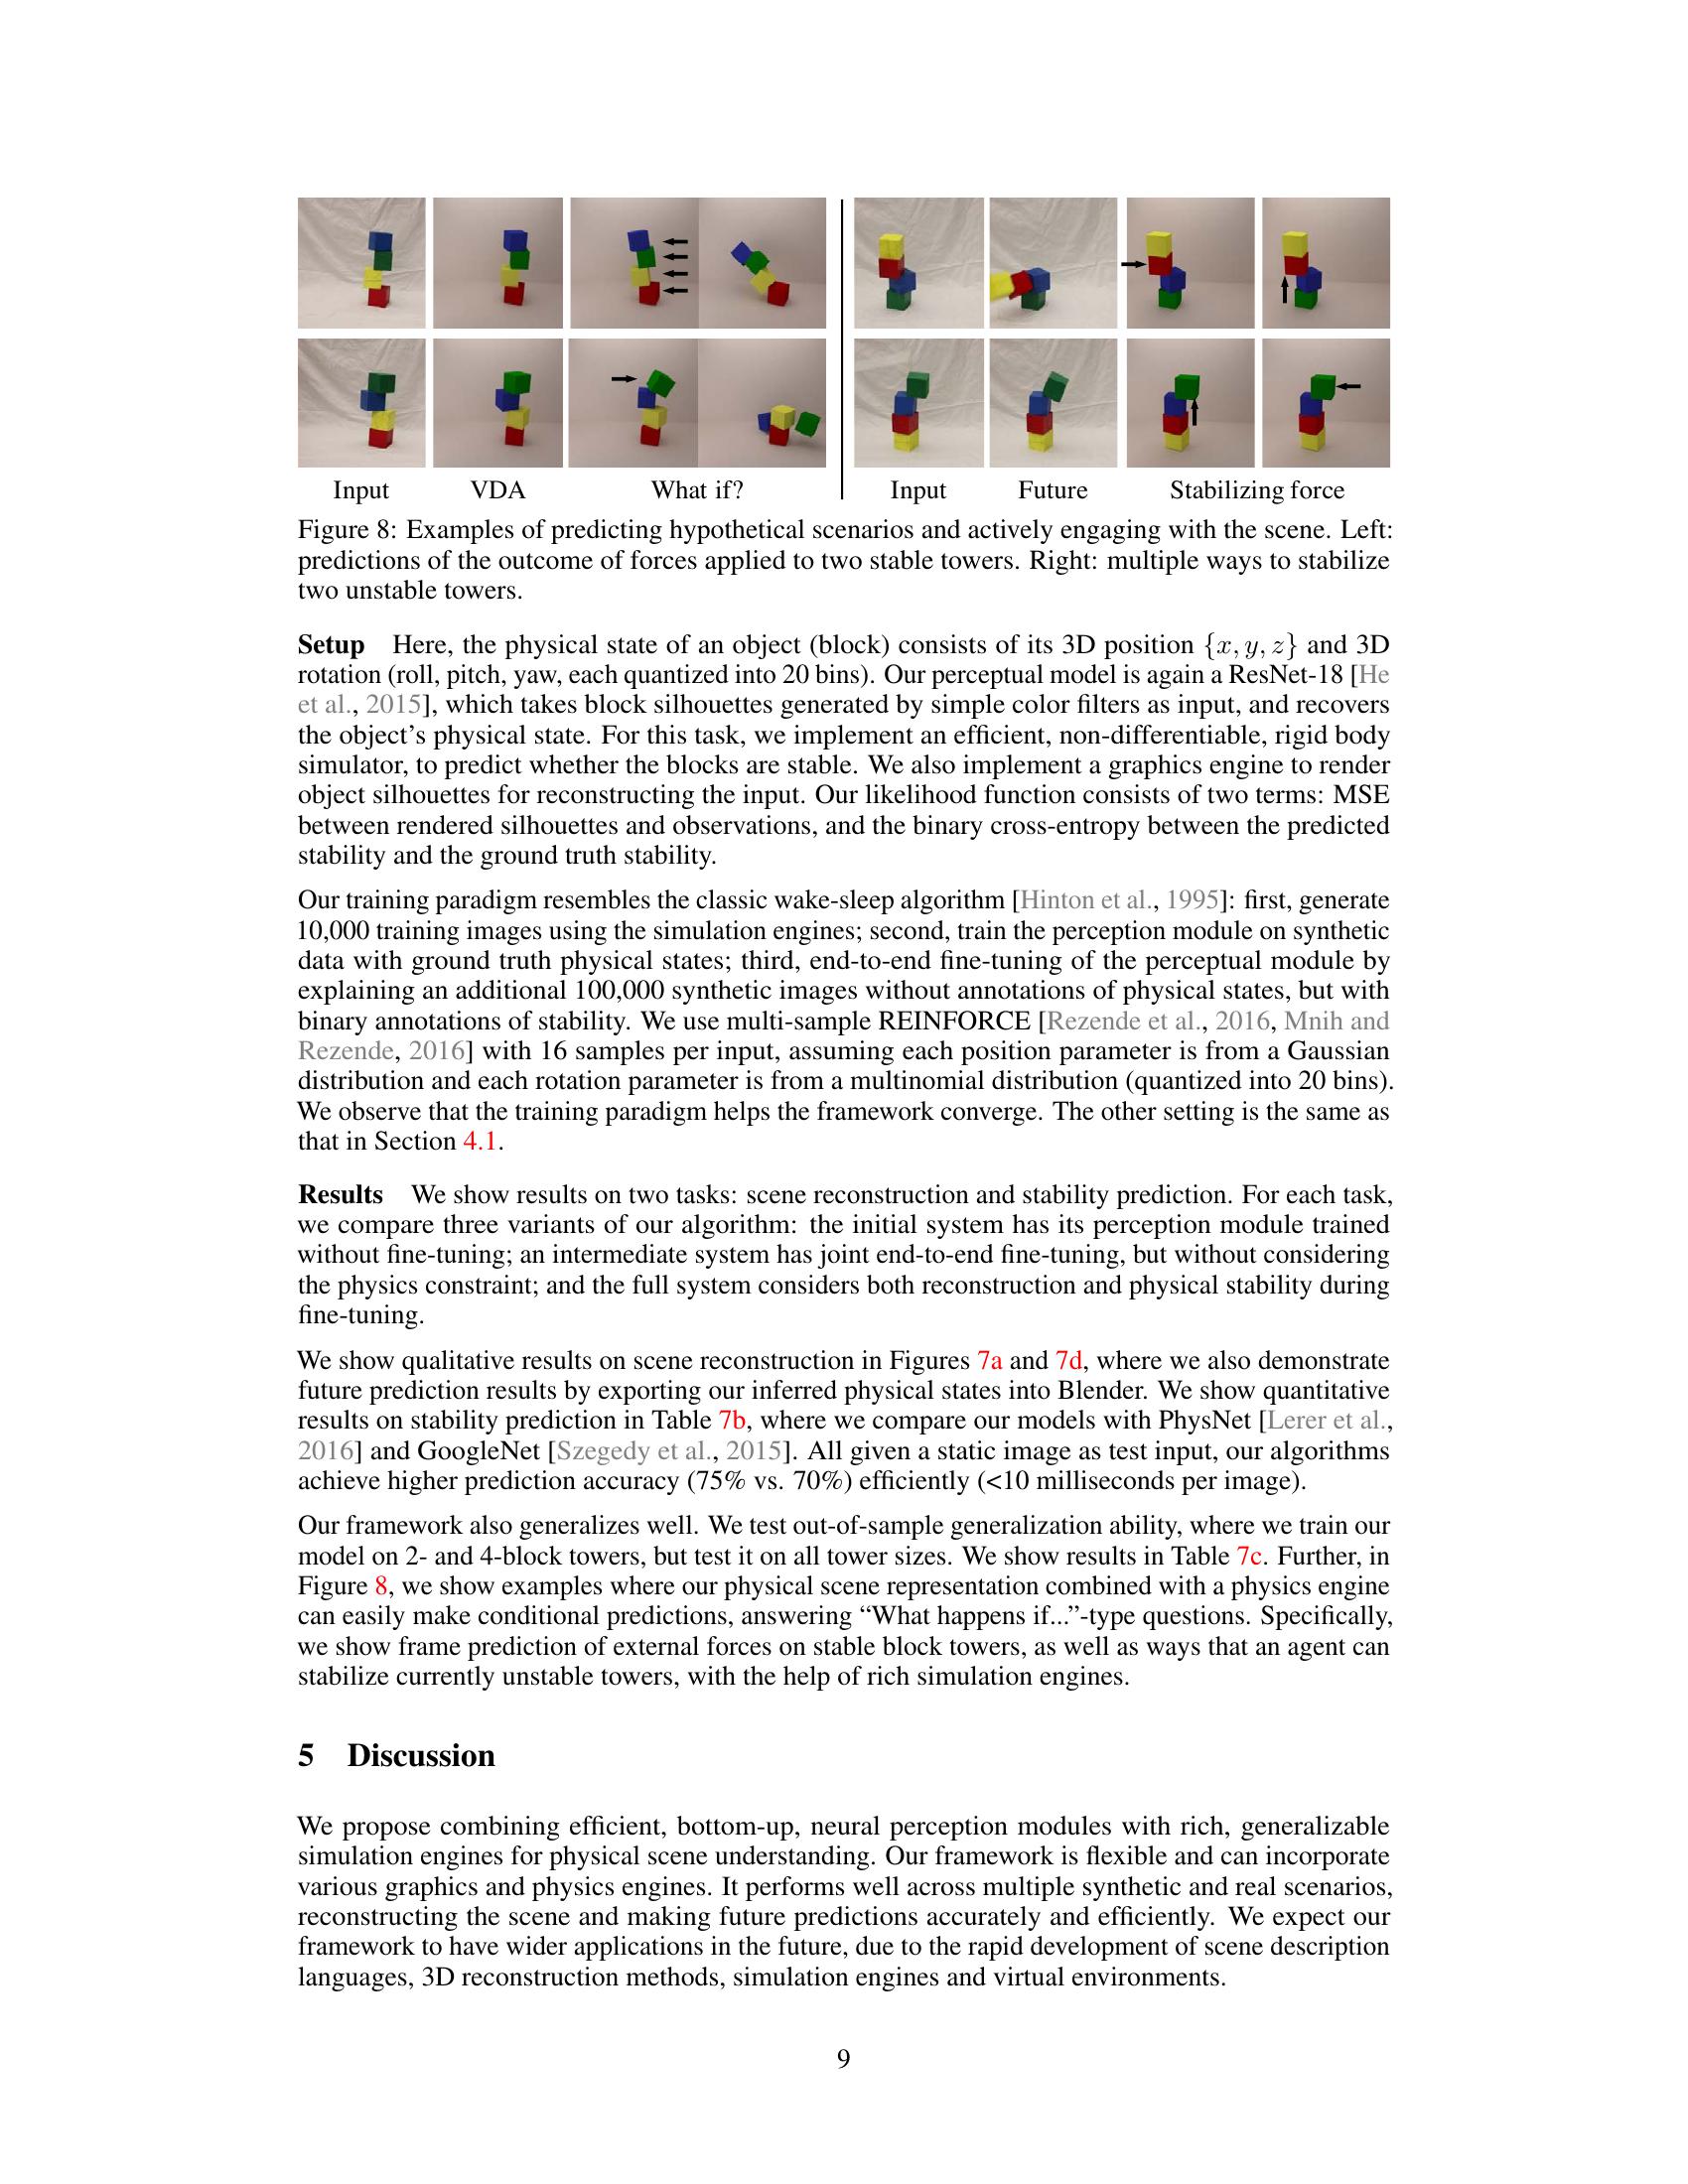 Input VDA What if? Input Future Stabilizing force
Figure 8: Examples of predicting hypothetical scenarios and actively engaging with the scene. Left:
predictions of the outcome of forces applied to two stable towers. Right: multiple ways to stabilize
two unstable towers.
Setup Here, the physical state of an object (block) consists of its 3D position {x, y, z} and 3D
rotation (roll, pitch, yaw, each quantized into 20 bins). Our perceptual model is again a ResNet-18 [He
et al., 2015], which takes block silhouettes generated by simple color filters as input, and recovers
the object's physical state. For this task, we implement an efficient, non-differentiable, rigid body
simulator, to predict whether the blocks are stable. We also implement a graphics engine to render
object silhouettes for reconstructing the input. Our likelihood function consists of two terms: MSE
between rendered silhouettes and observations, and the binary cross-entropy between the predicted
stability and the ground truth stability.
Our training paradigm resembles the classic wake-sleep algorithm [Hinton et al., 1995]: first, generate
10,000 training images using the simulation engines; second, train the perception module on synthetic
data with ground truth physical states; third, end-to-end fine-tuning of the perceptual module by
explaining an additional 100,000 synthetic images without annotations of physical states, but with
binary annotations of stability. We use multi-sample REINFORCE [Rezende et al., 2016, Mnih and
Rezende, 2016] with 16 samples per input, assuming each position parameter is from a Gaussian
distribution and each rotation parameter is from a multinomial distribution (quantized into 20 bins).
We observe that the training paradigm helps the framework converge. The other setting is the same as
that in Section 4.1.
Results We show results on two tasks: scene reconstruction and stability prediction. For each task,
we compare three variants of our algorithm: the initial system has its perception module trained
without fine-tuning; an intermediate system has joint end-to-end fine-tuning, but without considering
the physics constraint; and the full system considers both reconstruction and physical stability during
fine-tuning.
We show qualitative results on scene reconstruction in Figures 7a and 7d, where we also demonstrate
future prediction results by exporting our inferred physical states into Blender. We show quantitative
results on stability prediction in Table 7b, where we compare our models with PhysNet [Lerer et al.,
2016] and GoogleNet [Szegedy et al., 2015]. All given a static image as test input, our algorithms
achieve higher prediction accuracy (75% vs. 70%) efficiently (<10 milliseconds per image).
Our framework also generalizes well. We test out-of-sample generalization ability, where we train our
model on 2- and 4-block towers, but test it on all tower sizes. We show results in Table 7c. Further, in
Figure 8, we show examples where our physical scene representation combined with a physics engine
can easily make conditional predictions, answering “What happens if...”-type questions. Specifically,
we show frame prediction of external forces on stable block towers, as well as ways that an agent can
stabilize currently unstable towers, with the help of rich simulation engines.
5 Discussion
We propose combining efficient, bottom-up, neural perception modules with rich, generalizable
simulation engines for physical scene understanding. Our framework is flexible and can incorporate
various graphics and physics engines. It performs well across multiple synthetic and real scenarios,
reconstructing the scene and making future predictions accurately and efficiently. We expect our
framework to have wider applications in the future, due to the rapid development of scene description
languages, 3D reconstruction methods, simulation engines and virtual environments.
9